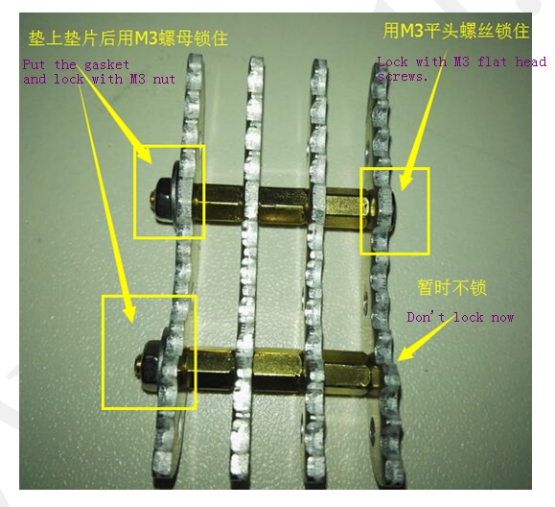 垫上垫片后用M3螺母锁住
Put the gasket
and lock with M3 nut
用M3平头螺丝锁住
Lock with M3 flat head
screws.
暂时不锁
Don't lock now